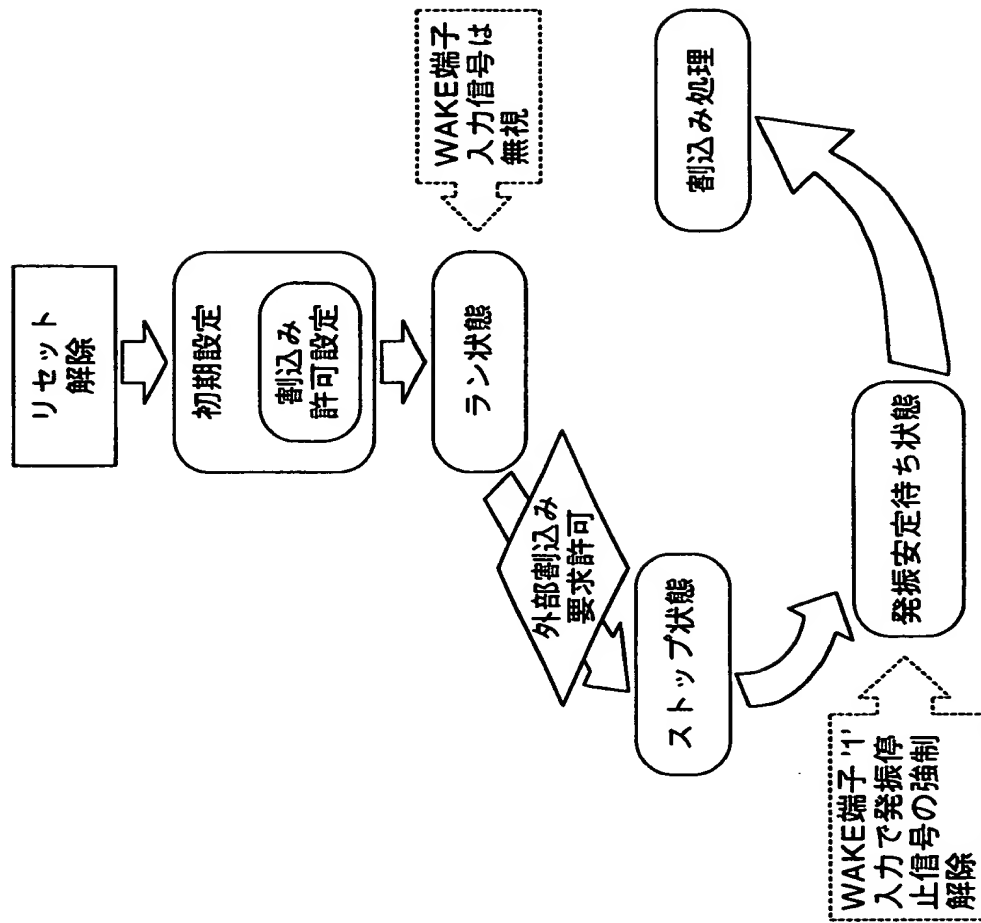 リセット
解除
初期設定
割込み
許可設定
ラン状態
WAKE端子
入力信号は
無視
外部割込み
要求許可
ストップ状態
WAKE端子 '1'
入力で発振停
止信号の強制
解除
発振安定待ち状態
割込み処理